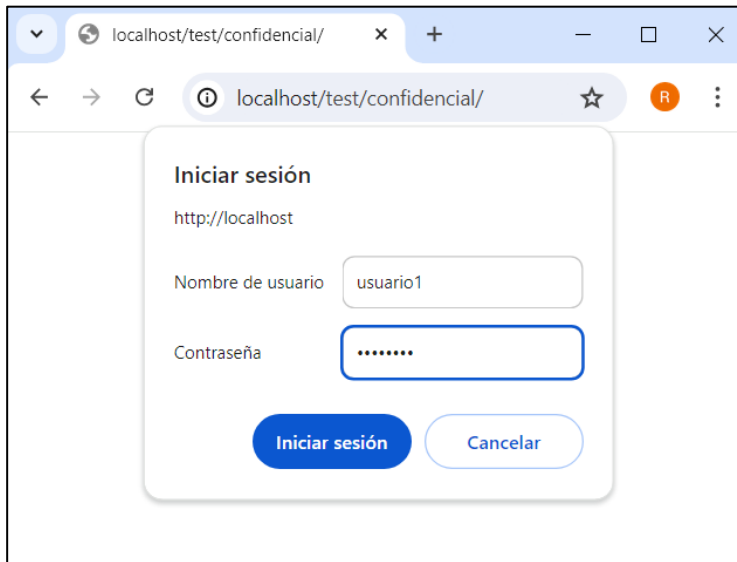 localhost/test/confidencial/
localhost/test/confidencial/
R
Iniciar sesión
http://localhost
Nombre de usuario usuario1
Contraseña ••••••••
Iniciar sesión Cancelar